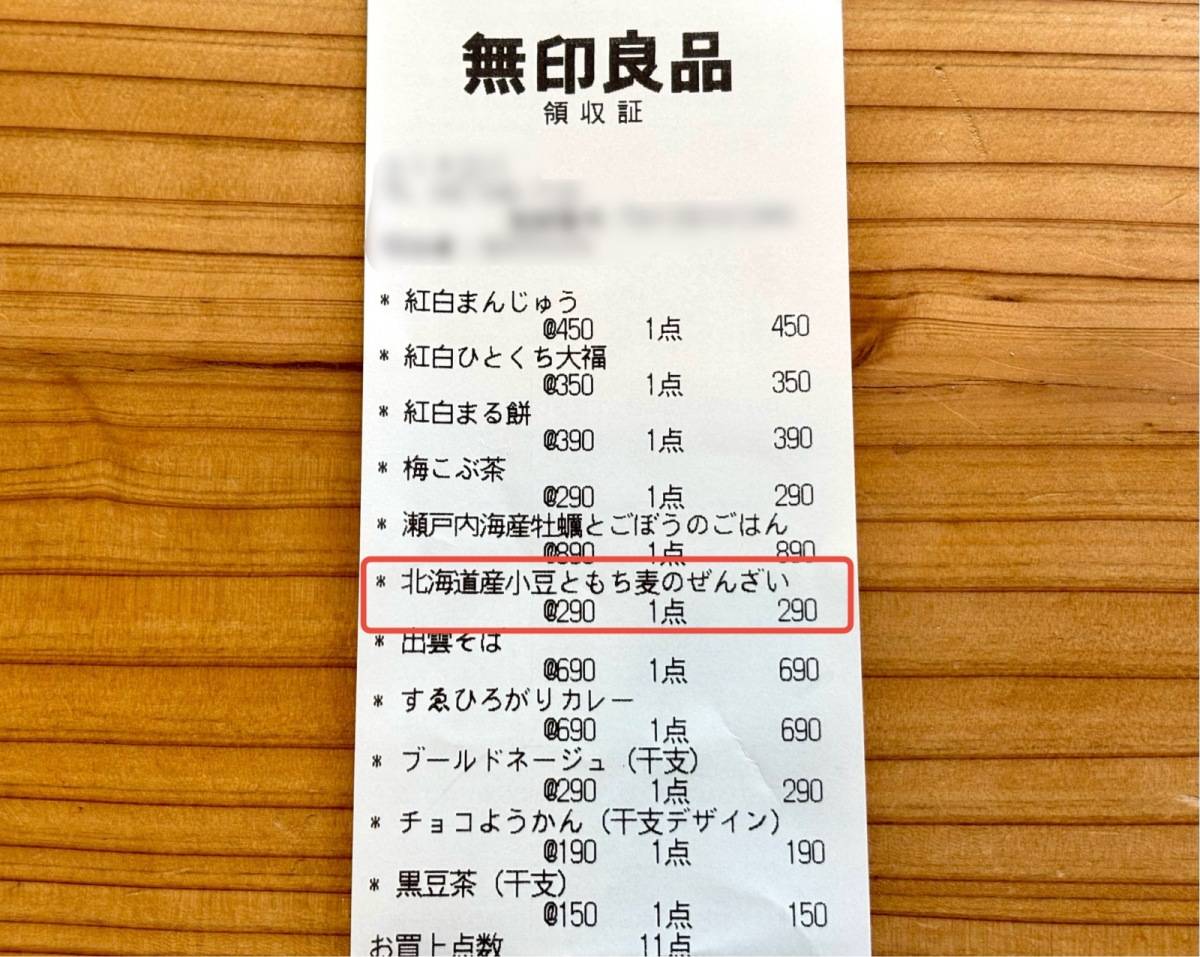 無印良品
領収証
* 紅白まんじゅう
@450 1点 450
* 紅白ひとくち大福
@350 1点 350
* 紅白まる餅
@390 1点 390
* 梅こぶ茶
@290 1点 290
* 瀬戸内海産牡蠣とごぼうのごはん
@890 1点 890
* 北海道産小豆ともち麦のぜんざい
@290 1点 290
* 出雲そば
@690 1点 690
* すゑひろがりカレー
@690 1点 690
* ブールドネージュ（干支）
@290 1点 290
* チョコようかん（干支デザイン）
@190 1点 190
* 黒豆茶（干支）
@150 1点 150
お買上点数 11点